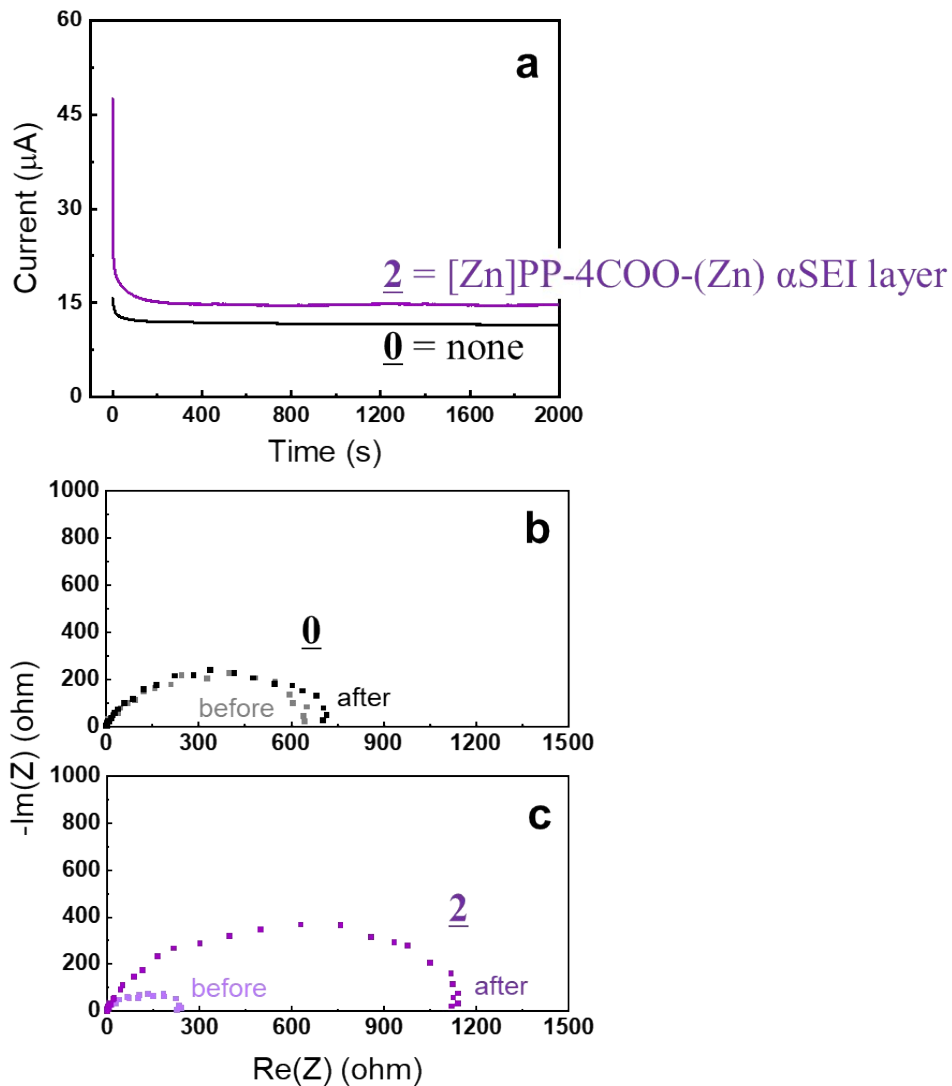 60
a
45
Current (μA)
30
2 = [Zn]PP-4COO-(Zn) αSEI layer
15
0 = none
0
0 400 800 1200 1600 2000
Time (s)
1000
b
800
600
0
400
200
before
after
0
0 300 600 900 1200 1500
-Im(Z) (ohm)
1000
c
800
600
2
400
200
before
after
0
0 300 600 900 1200 1500
Re(Z) (ohm)